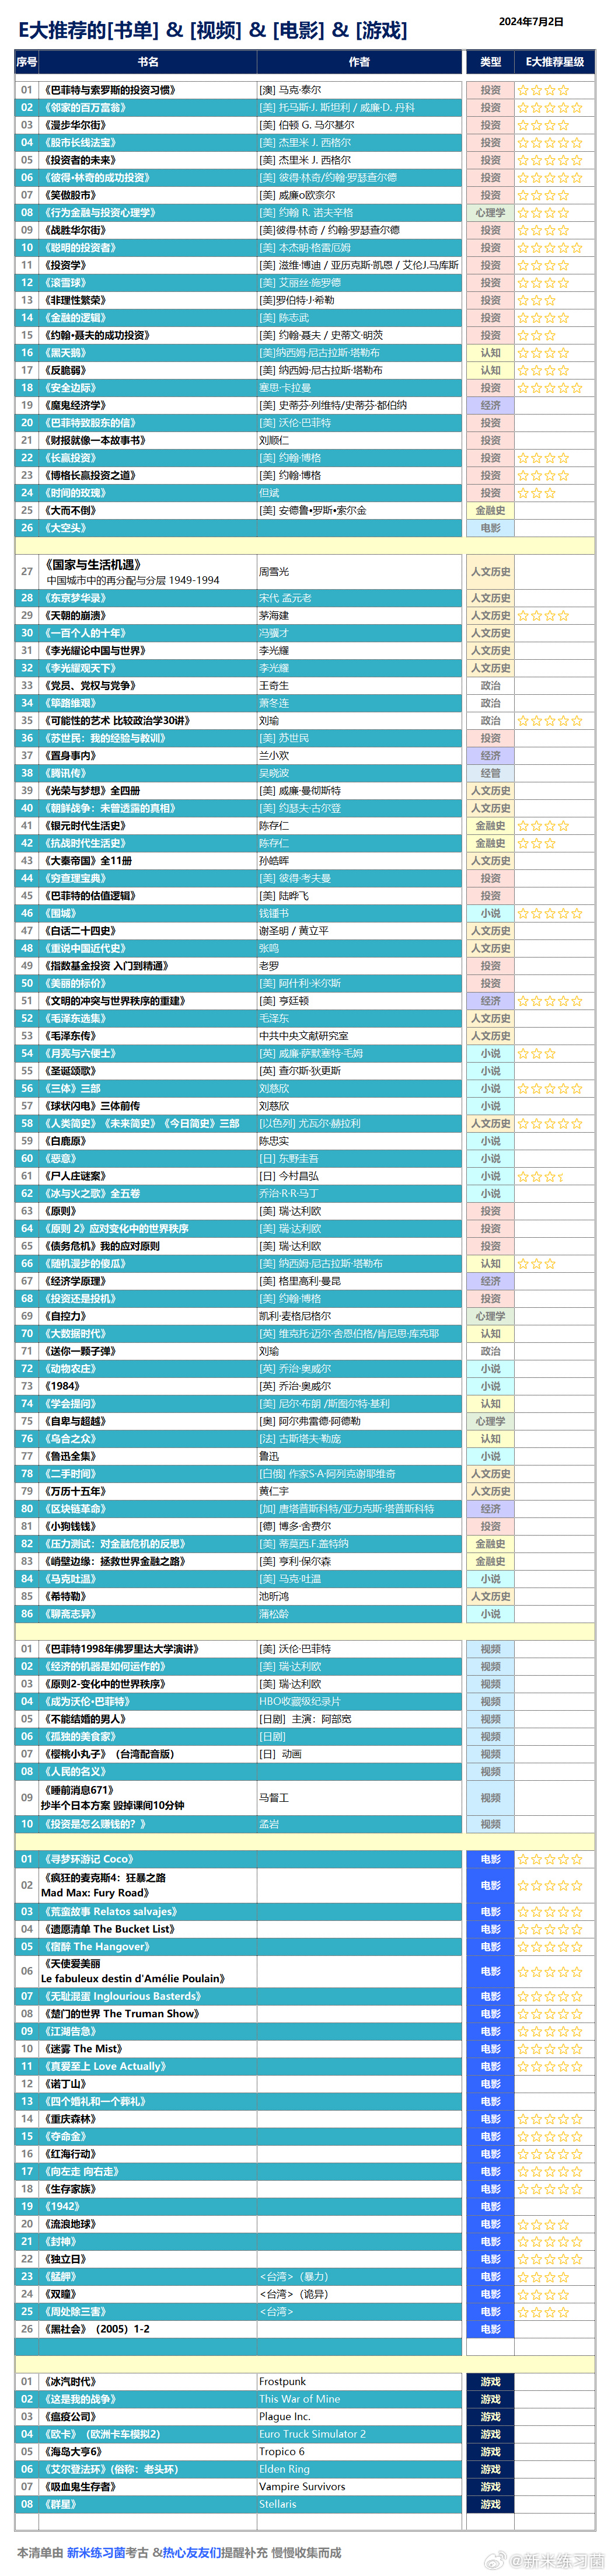 E大推荐的[书单] & [视频] & [电影] & [游戏]
2024年7月2日
序号 书名 作者 类型 E大推荐星级
01 《巴菲特与索罗斯的投资习惯》 [澳] 马克·泰尔 投资 ☆☆☆☆
02 《邻家的百万富翁》 [美] 托马斯·J. 斯坦利 / 威廉·D. 丹科 投资 ☆☆☆☆☆
03 《漫步华尔街》 [美] 伯顿 G. 马尔基尔 投资 ☆☆☆☆
04 《股市长线法宝》 [美] 杰里米 J. 西格尔 投资 ☆☆☆☆☆
05 《投资者的未来》 [美] 杰里米 J. 西格尔 投资 ☆☆☆☆☆
06 《彼得·林奇的成功投资》 [美] 彼得·林奇/约翰·罗瑟查尔德 投资 ☆☆☆☆☆
07 《笑傲股市》 [美] 威廉o欧奈尔 投资 ☆☆☆☆
08 《行为金融与投资心理学》 [美] 约翰 R. 诺夫辛格 心理学 ☆☆☆☆
09 《战胜华尔街》 [美]彼得·林奇 / 约翰·罗瑟查尔德 投资 ☆☆☆☆
10 《聪明的投资者》 [美] 本杰明·格雷厄姆 投资 ☆☆☆☆☆
11 《投资学》 [美] 滋维·博迪 / 亚历克斯·凯恩 / 艾伦J.马库斯 投资 ☆☆☆☆
12 《滚雪球》 [美] 艾丽丝·施罗德 投资 ☆☆☆☆
13 《非理性繁荣》 [美]罗伯特·J·希勒 投资 ☆☆☆
14 《金融的逻辑》 [美] 陈志武 投资 ☆☆☆☆
15 《约翰·聂夫的成功投资》 [美] 约翰·聂夫 / 史蒂文·明茨 投资 ☆☆☆
16 《黑天鹅》 [美]纳西姆·尼古拉斯·塔勒布 认知 ☆☆☆☆
17 《反脆弱》 [美] 纳西姆·尼古拉斯·塔勒布 认知 ☆☆☆☆
18 《安全边际》 塞思·卡拉曼 投资 ☆☆☆☆☆
19 《魔鬼经济学》 [美] 史蒂芬·列维特/史蒂芬·都伯纳 经济
20 《巴菲特致股东的信》 [美] 沃伦·巴菲特 投资
21 《财报就像一本故事书》 刘顺仁 投资
22 《长赢投资》 [美] 约翰·博格 投资 ☆☆☆☆
23 《博格长赢投资之道》 [美] 约翰·博格 投资 ☆☆☆☆
24 《时间的玫瑰》 但斌 投资 ☆☆☆
25 《大而不倒》 [美] 安德鲁•罗斯•索尔金 金融史
26 《大空头》 电影
27 《国家与生活机遇》
中国城市中的再分配与分层 1949-1994 周雪光 人文历史
28 《东京梦华录》 宋代 孟元老 人文历史
29 《天朝的崩溃》 茅海建 人文历史 ☆☆☆☆
30 《一百个人的十年》 冯骥才 人文历史
31 《李光耀论中国与世界》 李光耀 人文历史
32 《李光耀观天下》 李光耀 人文历史
33 《党员、党权与党争》 王奇生 政治
34 《筚路维艰》 萧冬连 政治
35 《可能性的艺术 比较政治学30讲》 刘瑜 政治 ☆☆☆☆☆
36 《苏世民：我的经验与教训》 [美] 苏世民 投资
37 《置身事内》 兰小欢 经济
38 《腾讯传》 吴晓波 经管
39 《光荣与梦想》全四册 [美] 威廉·曼彻斯特 人文历史
40 《朝鲜战争：未曾透露的真相》 [美] 约瑟夫·古尔登 人文历史
41 《银元时代生活史》 陈存仁 金融史 ☆☆☆☆
42 《抗战时代生活史》 陈存仁 金融史 ☆☆☆
43 《大秦帝国》全11册 孙皓晖 人文历史
44 《穷查理宝典》 [美] 彼得·考夫曼 投资
45 《巴菲特的估值逻辑》 [美] 陆晔飞 投资
46 《围城》 钱锺书 小说 ☆☆☆☆☆
47 《白话二十四史》 谢圣明 / 黄立平 人文历史
48 《重说中国近代史》 张鸣 人文历史
49 《指数基金投资 入门到精通》 老罗 投资
50 《美丽的标价》 [美] 阿什利·米尔斯 投资
51 《文明的冲突与世界秩序的重建》 [美] 亨廷顿 经济 ☆☆☆☆☆
52 《毛泽东选集》 毛泽东 人文历史
53 《毛泽东传》 中共中央文献研究室 人文历史
54 《月亮与六便士》 [英] 威廉·萨默塞特·毛姆 小说 ☆☆☆
55 《圣诞颂歌》 [英] 查尔斯·狄更斯 小说
56 《三体》三部 刘慈欣 小说 ☆☆☆☆☆
57 《球状闪电》三体前传 刘慈欣 小说
58 《人类简史》《未来简史》《今日简史》三部 [以色列] 尤瓦尔·赫拉利 人文历史 ☆☆☆☆☆
59 《白鹿原》 陈忠实 小说
60 《恶意》 [日] 东野圭吾 小说
61 《尸人庄谜案》 [日] 今村昌弘 小说 ☆☆☆
62 《冰与火之歌》全五卷 乔治·R·R·马丁 小说
63 《原则》 [美] 瑞·达利欧 投资
64 《原则 2》应对变化中的世界秩序 [美] 瑞·达利欧 投资
65 《债务危机》我的应对原则 [美] 瑞·达利欧 投资
66 《随机漫步的傻瓜》 [美] 纳西姆·尼古拉斯·塔勒布 认知 ☆☆☆
67 《经济学原理》 [美] 格里高利·曼昆 经济
68 《投资还是投机》 [美] 约翰·博格 投资
69 《自控力》 凯利·麦格尼格尔 心理学
70 《大数据时代》 [英] 维克托·迈尔·舍恩伯格/肯尼思·库克耶 认知
71 《送你一颗子弹》 刘瑜 政治
72 《动物农庄》 [英] 乔治·奥威尔 小说
73 《1984》 [英] 乔治·奥威尔 小说
74 《学会提问》 [美] 尼尔·布朗 /斯图尔特·基利 认知
75 《自卑与超越》 [奥] 阿尔弗雷德·阿德勒 心理学
76 《乌合之众》 [法] 古斯塔夫·勒庞 认知
77 《鲁迅全集》 鲁迅 小说
78 《二手时间》 [白俄] 作家S·A·阿列克谢耶维奇 人文历史
79 《万历十五年》 黄仁宇 人文历史
80 《区块链革命》 [加] 唐塔普斯科特/亚力克斯·塔普斯科特 经济
81 《小狗钱钱》 [德] 博多·舍费尔 投资
82 《压力测试：对金融危机的反思》 [美] 蒂莫西.F.盖特纳 金融史
83 《峭壁边缘：拯救世界金融之路》 [美] 亨利·保尔森 金融史
84 《马克吐温》 [美] 马克·吐温 小说
85 《希特勒》 池昕鸿 人文历史
86 《聊斋志异》 蒲松龄 小说
01 《巴菲特1998年佛罗里达大学演讲》 [美] 沃伦·巴菲特 视频
02 《经济的机器是如何运作的》 [美] 瑞·达利欧 视频
03 《原则2-变化中的世界秩序》 [美] 瑞·达利欧 视频
04 《成为沃伦·巴菲特》 HBO收藏级纪录片 视频
05 《不能结婚的男人》 [日剧] 主演：阿部宽 视频
06 《孤独的美食家》 [日剧] 视频
07 《樱桃小丸子》（台湾配音版） [日] 动画 视频
08 《人民的名义》 视频
09 《睡前消息671》
抄半个日本方案 毁掉课间10分钟 马督工 视频
10 《投资是怎么赚钱的？》 孟岩 视频
01 《寻梦环游记 Coco》 电影 ☆☆☆☆☆
02 《疯狂的麦克斯4：狂暴之路
Mad Max: Fury Road》 电影 ☆☆☆☆☆
03 《荒蛮故事 Relatos salvajes》 电影 ☆☆☆☆☆
04 《遗愿清单 The Bucket List》 电影 ☆☆☆☆☆
05 《宿醉 The Hangover》 电影 ☆☆☆☆☆
06 《天使爱美丽
Le fabuleux destin d'Amélie Poulain》 电影 ☆☆☆☆☆
07 《无耻混蛋 Inglourious Basterds》 电影 ☆☆☆☆☆
08 《楚门的世界 The Truman Show》 电影 ☆☆☆☆☆
09 《江湖告急》 电影 ☆☆☆☆☆
10 《迷雾 The Mist》 电影 ☆☆☆☆☆
11 《真爱至上 Love Actually》 电影 ☆☆☆☆☆
12 《诺丁山》 电影
13 《四个婚礼和一个葬礼》 电影
14 《重庆森林》 电影 ☆☆☆☆☆
15 《夺命金》 电影 ☆☆☆☆☆
16 《红海行动》 电影 ☆☆☆☆☆
17 《向左走 向右走》 电影 ☆☆☆☆☆
18 《生存家族》 电影 ☆☆☆☆☆
19 《1942》 电影
20 《流浪地球》 电影 ☆☆☆☆
21 《封神》 电影 ☆☆☆☆☆
22 《独立日》 电影 ☆☆☆☆☆
23 《艋舺》 <台湾>（暴力） 电影 ☆☆☆☆
24 《双瞳》 <台湾>（诡异） 电影 ☆☆☆☆
25 《周处除三害》 <台湾> 电影 ☆☆☆☆
26 《黑社会》（2005）1-2 电影
01 《冰汽时代》 Frostpunk 游戏
02 《这是我的战争》 This War of Mine 游戏
03 《瘟疫公司》 Plague Inc. 游戏
04 《欧卡》（欧洲卡车模拟2） Euro Truck Simulator 2 游戏
05 《海岛大亨6》 Tropico 6 游戏
06 《艾尔登法环》(俗称：老头环） Elden Ring 游戏
07 《吸血鬼生存者》 Vampire Survivors 游戏
08 《群星》 Stellaris 游戏
本清单由 新米练习菌考古 &热心友友们提醒补充 慢慢收集而成
@新米练习菌